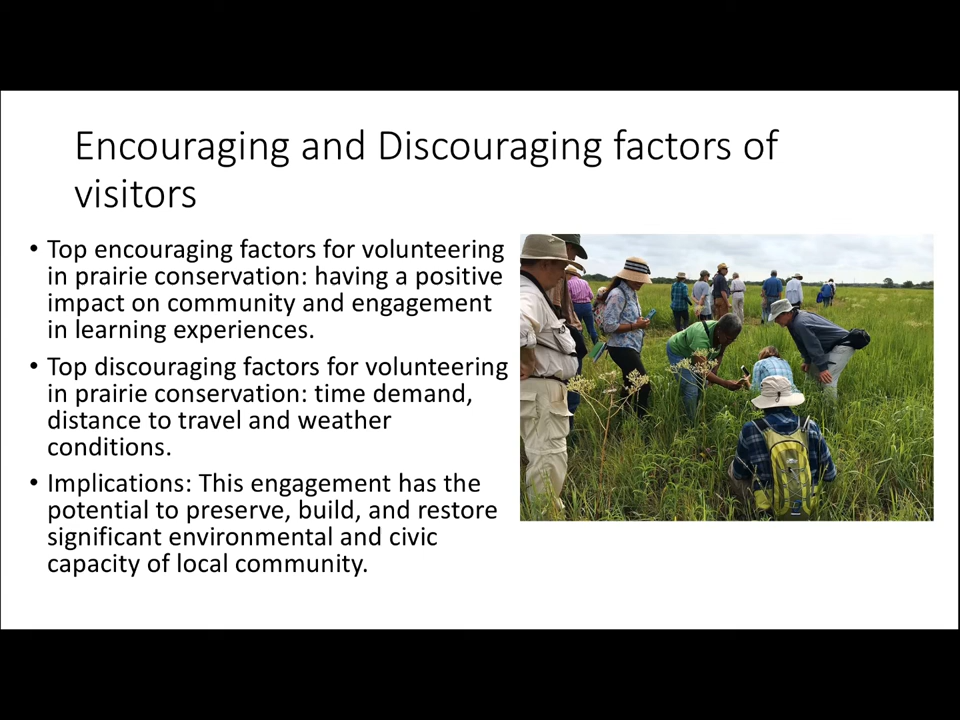 Encouraging and Discouraging factors of
visitors
• Top encouraging factors for volunteering
in prairie conservation: having a positive
impact on community and engagement
in learning experiences.
• Top discouraging factors for volunteering
in prairie conservation: time demand,
distance to travel and weather
conditions.
• Implications: This engagement has the
potential to preserve, build, and restore
significant environmental and civic
capacity of local community.